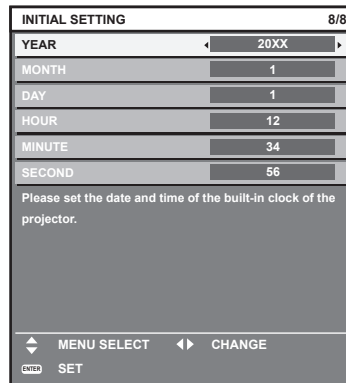 INITIAL SETTING 8/8
YEAR 20XX
MONTH 1
DAY 1
HOUR 12
MINUTE 34
SECOND 56
Please set the date and time of the built-in clock of the
projector.
MENU SELECT CHANGE
ENTER SET